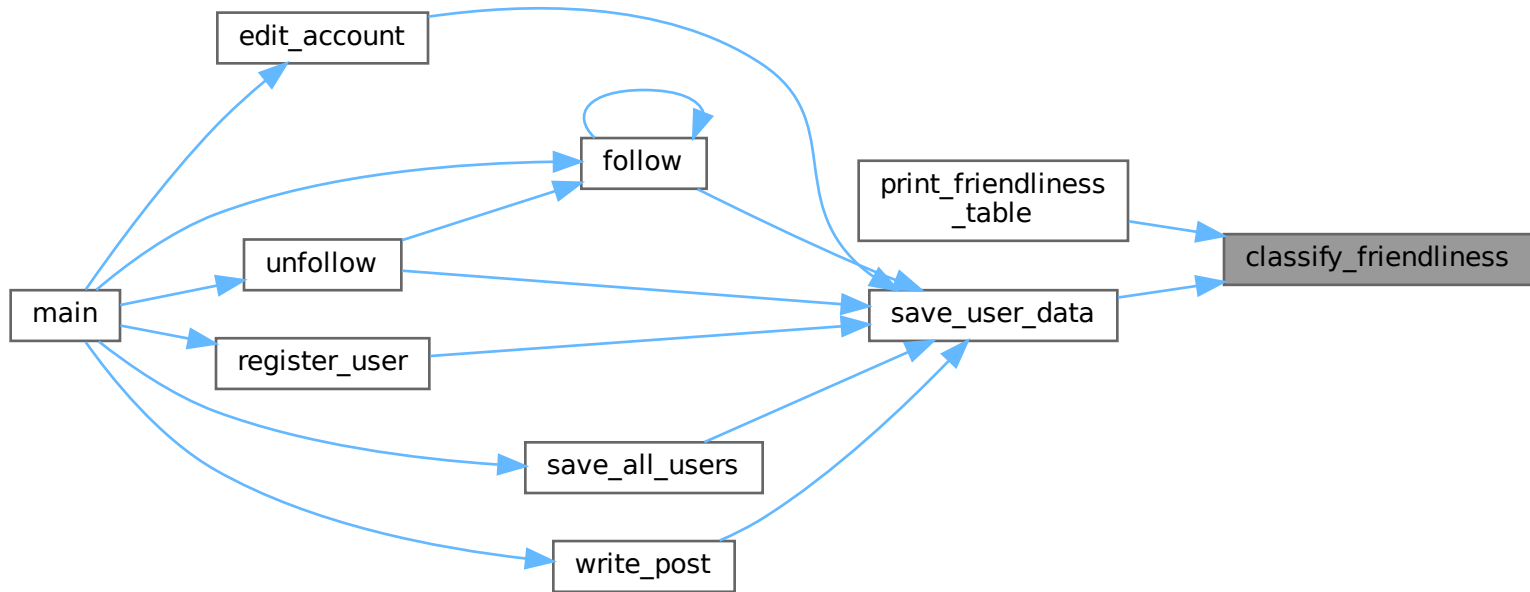 edit_account
follow
print_friendliness
_table
classify_friendliness
unfollow
main
save_user_data
register_user
save_all_users
write_post